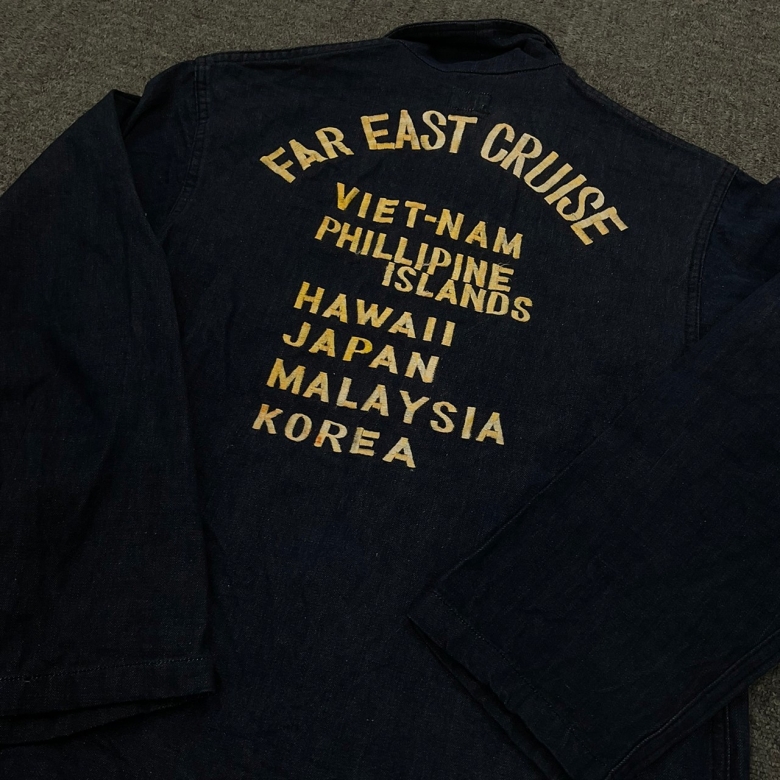 FAR EAST CRUISE
VIET-NAM
PHILLIPINE
ISLANDS
HAWAII
JAPAN
MALAYSIA
KOREA